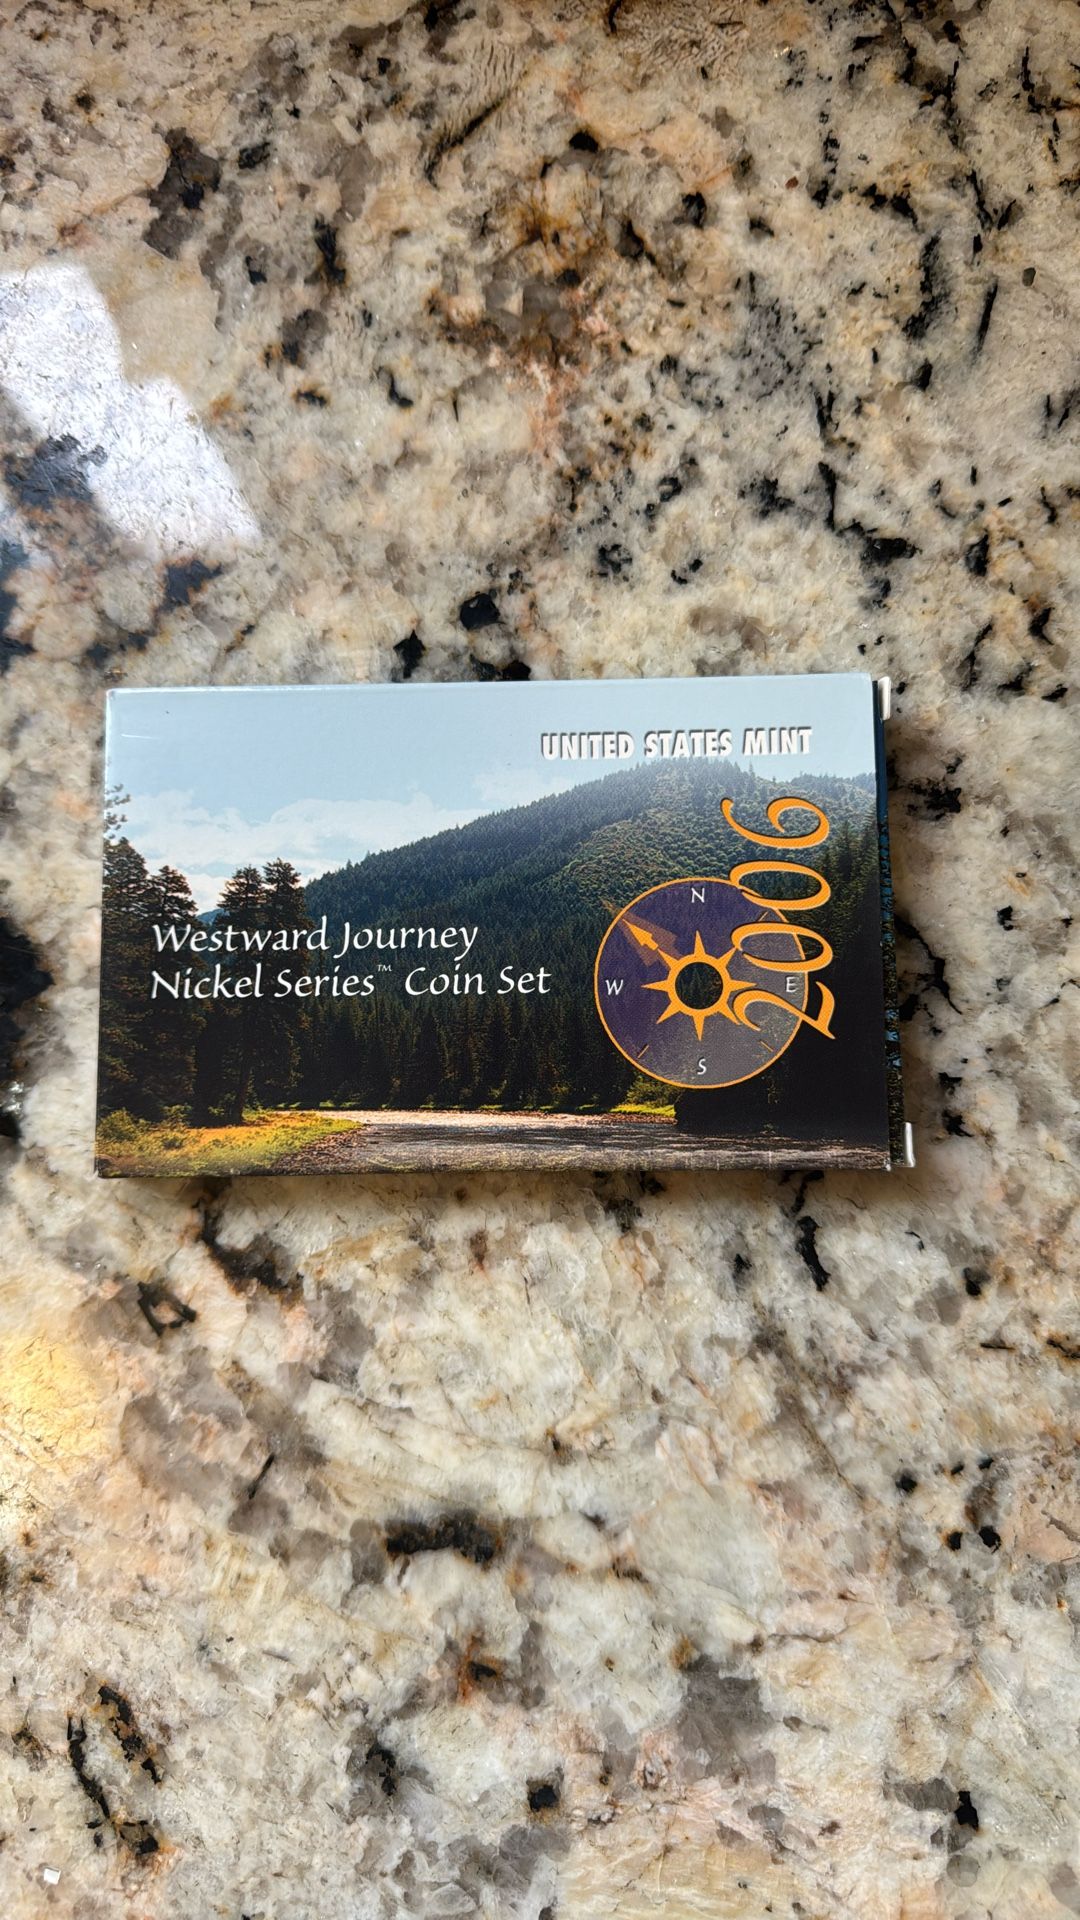 UNITED STATES MINT
Westward Journey
Nickel Series™ Coin Set
2006
N
W
E
S